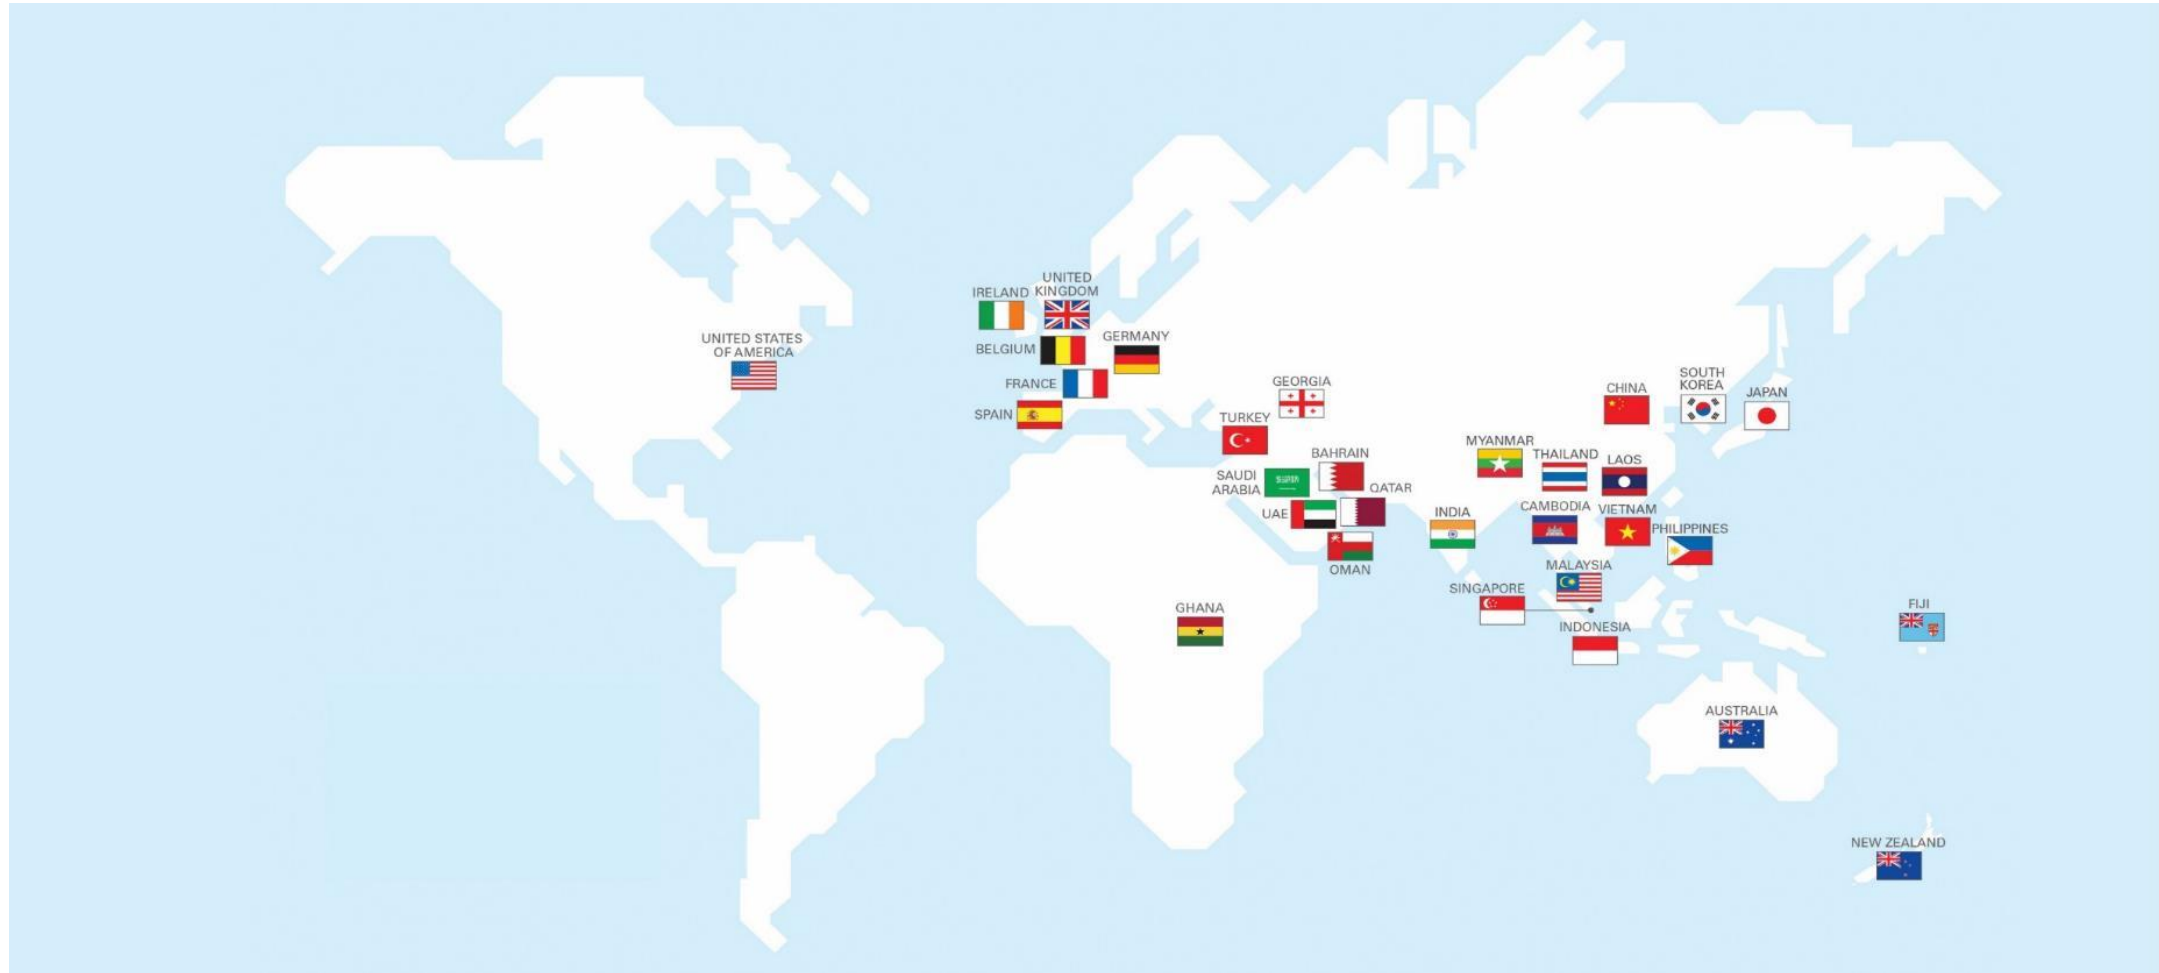 UNITED STATES
OF AMERICA
IRELAND
UNITED
KINGDOM
BELGIUM
GERMANY
FRANCE
SPAIN
GEORGIA
TURKEY
CHINA
SOUTH
KOREA
JAPAN
SAUDI
ARABIA
BAHRAIN
QATAR
UAE
OMAN
MYANMAR
THAILAND
LAOS
INDIA
CAMBODIA
VIETNAM
PHILIPPINES
MALAYSIA
SINGAPORE
INDONESIA
GHANA
FIJI
AUSTRALIA
NEW ZEALAND